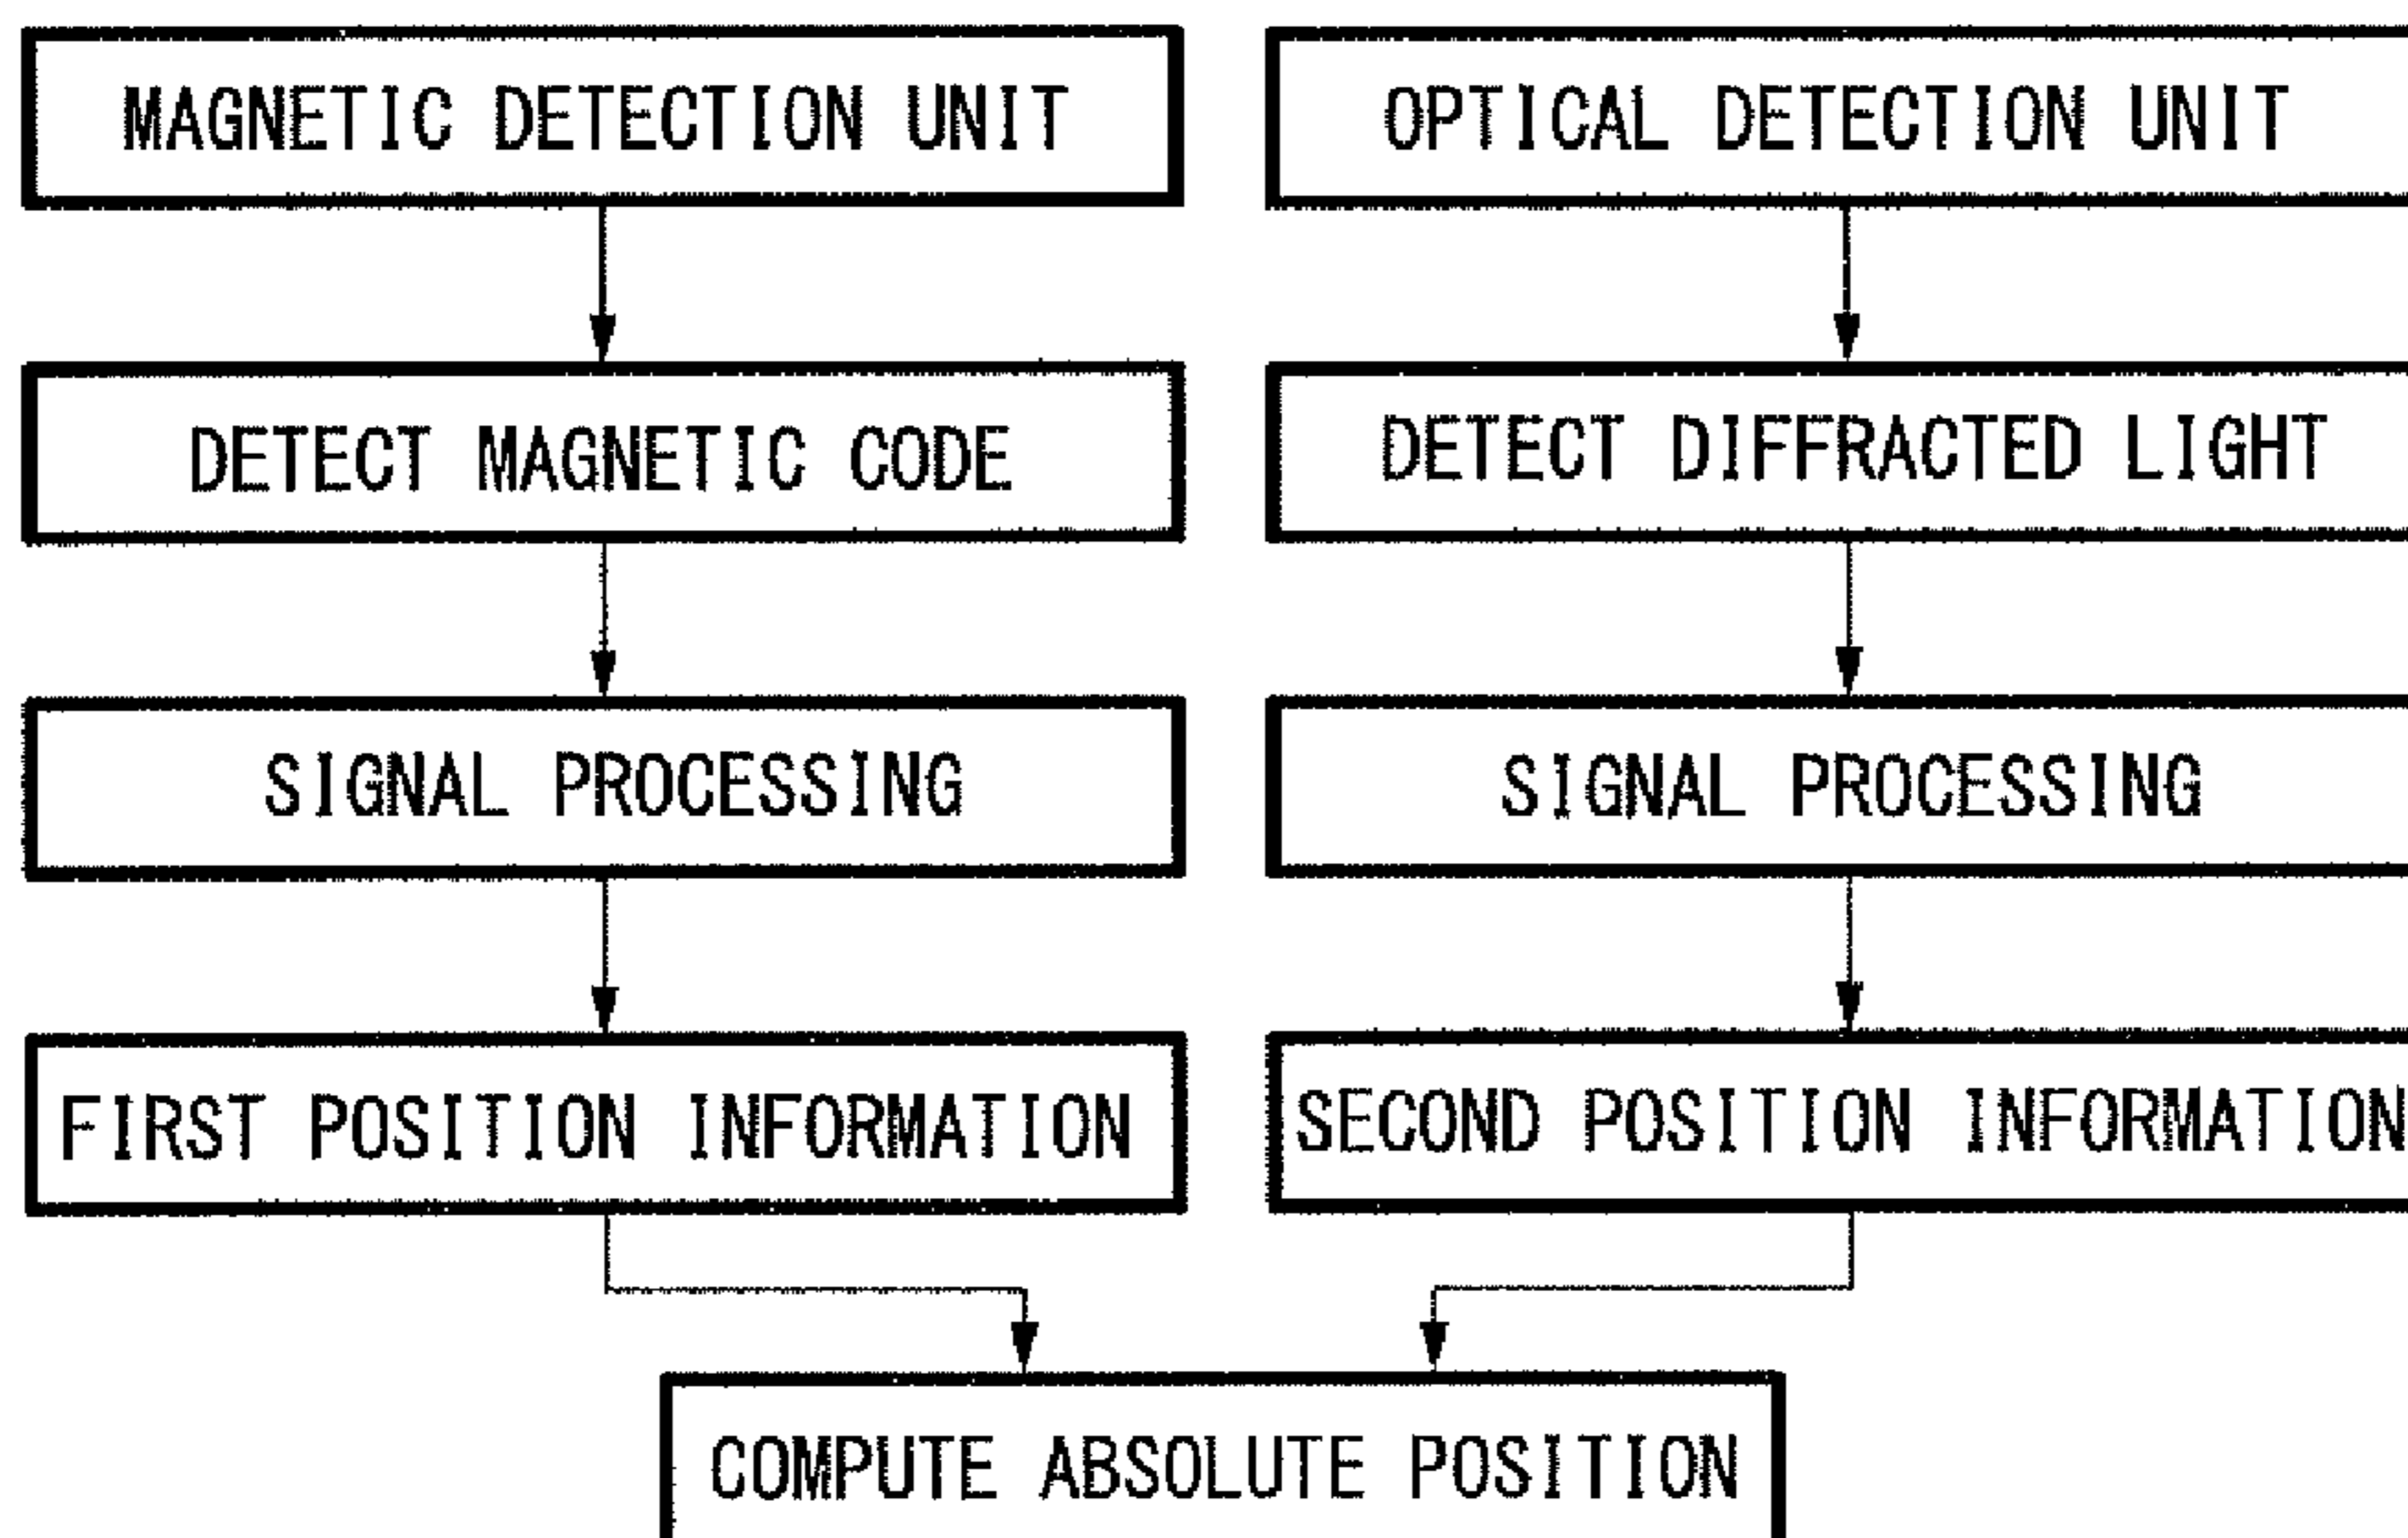 MAGNETIC DETECTION UNIT
OPTICAL DETECTION UNIT
DETECT MAGNETIC CODE
DETECT DIFFRACTED LIGHT
SIGNAL PROCESSING
SIGNAL PROCESSING
FIRST POSITION INFORMATION
SECOND POSITION INFORMATION
COMPUTE ABSOLUTE POSITION